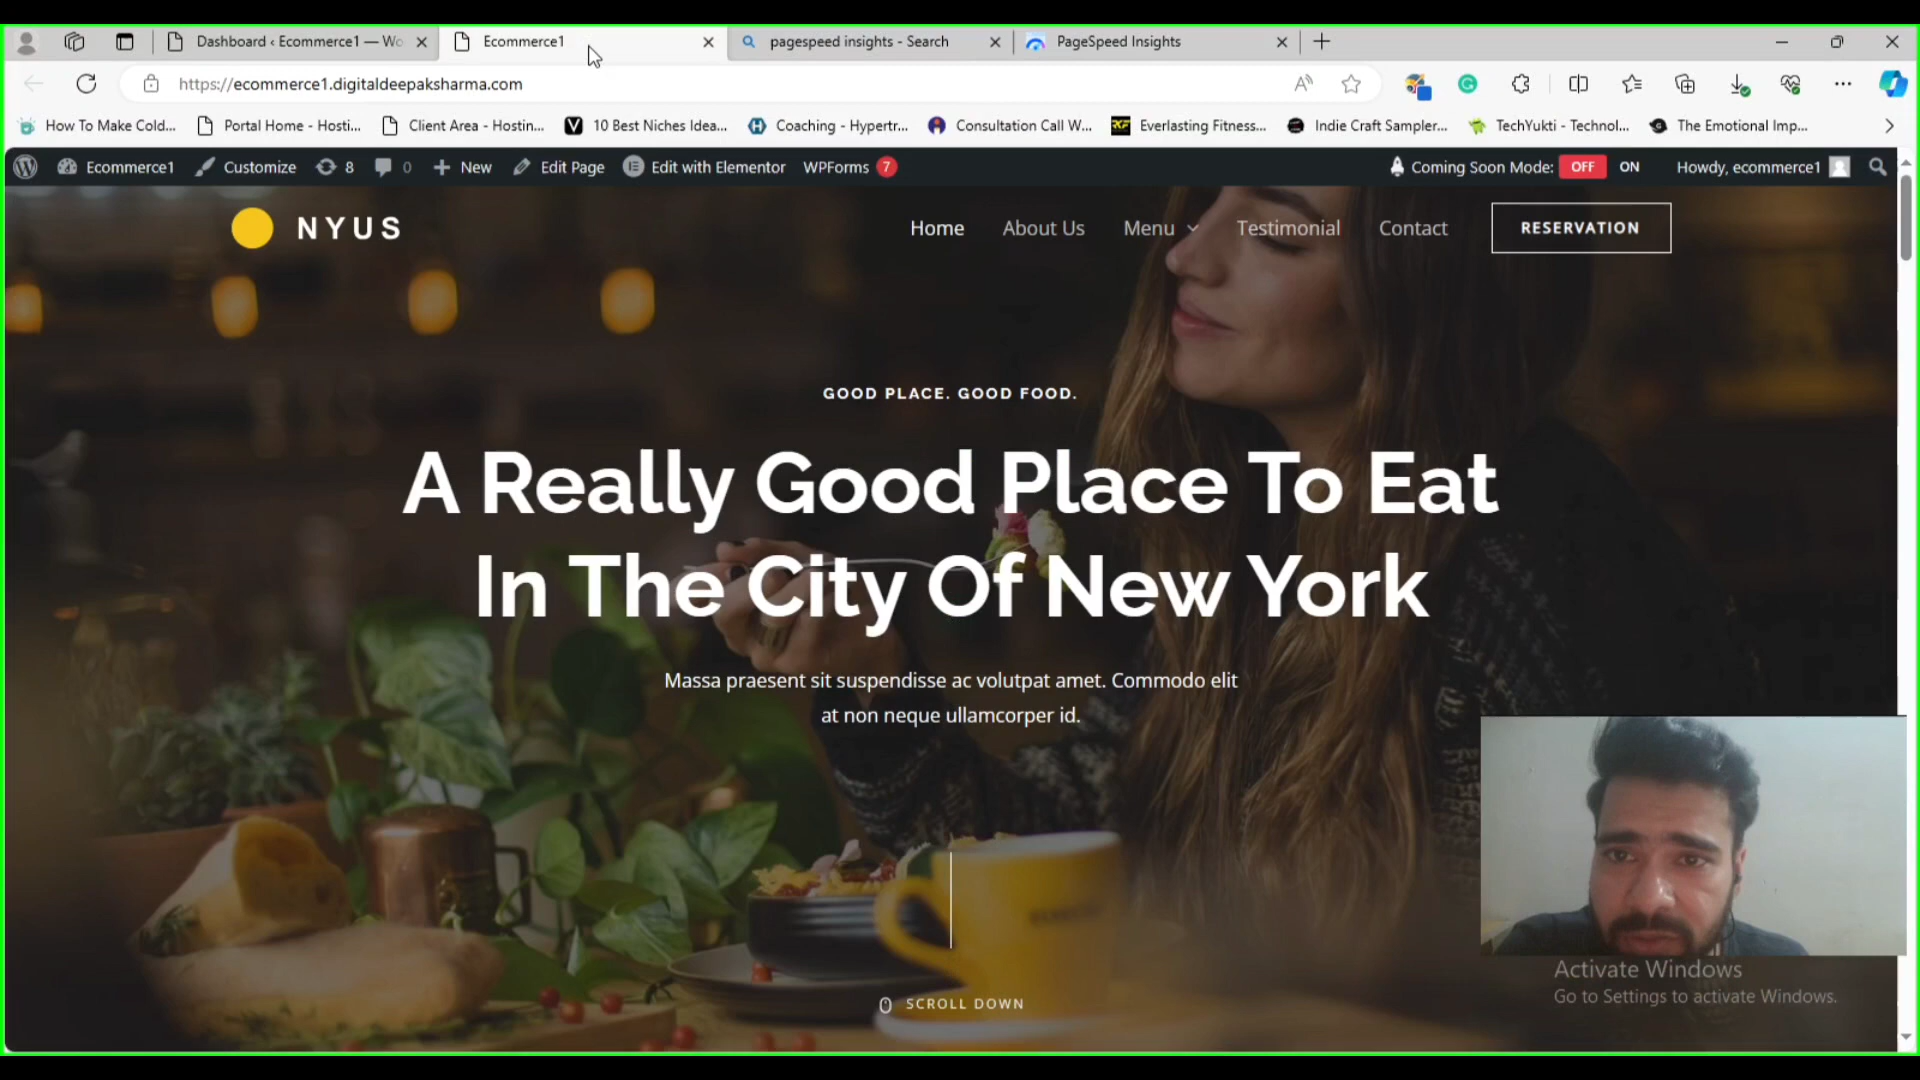 Dashboard ‹ Ecommerce1 — Wo
Ecommerce1
pagespeed insights - Search
PageSpeed Insights
https://ecommerce1.digitaldeepaksharma.com
How To Make Cold...
Portal Home - Hosti...
Client Area - Hostin...
10 Best Niches Idea...
Coaching - Hypertr...
Consultation Call W...
Everlasting Fitness...
Indie Craft Sampler...
TechYukti - Technol...
The Emotional Imp...
Ecommerce1
Customize
8
0
New
Edit Page
Edit with Elementor
WPForms 7
Coming Soon Mode: OFF ON
Howdy, ecommerce1
NYUS
Home
About Us
Menu
Testimonial
Contact
RESERVATION
GOOD PLACE. GOOD FOOD.
A Really Good Place To Eat
In The City Of New York
Massa praesent sit suspendisse ac volutpat amet. Commodo elit
at non neque ullamcorper id.
SCROLL DOWN
Activate Windows
Go to Settings to activate Windows.